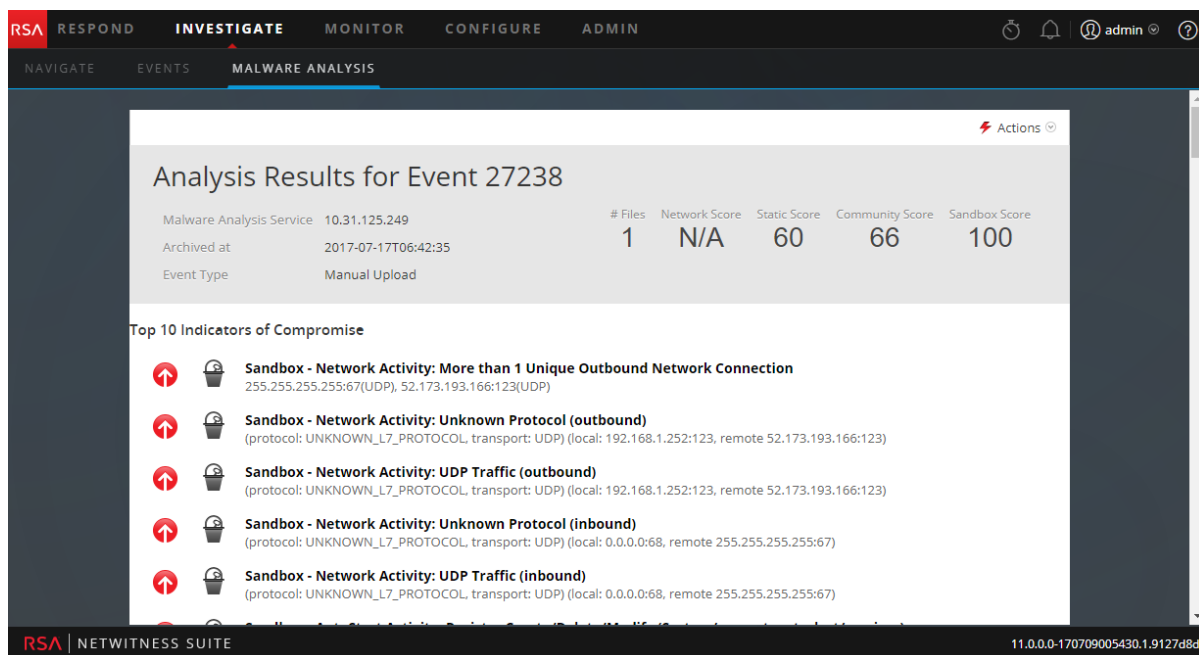 RSA RESPOND INVESTIGATE MONITOR CONFIGURE ADMIN admin ?
NAVIGATE EVENTS MALWARE ANALYSIS
Actions
Analysis Results for Event 27238
Malware Analysis Service 10.31.125.249
Archived at 2017-07-17T06:42:35
Event Type Manual Upload
# Files Network Score Static Score Community Score Sandbox Score
1 N/A 60 66 100
Top 10 Indicators of Compromise
Sandbox - Network Activity: More than 1 Unique Outbound Network Connection
255.255.255.255:67(UDP), 52.173.193.166:123(UDP)
Sandbox - Network Activity: Unknown Protocol (outbound)
(protocol: UNKNOWN_L7_PROTOCOL, transport: UDP) (local: 192.168.1.252:123, remote 52.173.193.166:123)
Sandbox - Network Activity: UDP Traffic (outbound)
(protocol: UNKNOWN_L7_PROTOCOL, transport: UDP) (local: 192.168.1.252:123, remote 52.173.193.166:123)
Sandbox - Network Activity: Unknown Protocol (inbound)
(protocol: UNKNOWN_L7_PROTOCOL, transport: UDP) (local: 0.0.0.0:68, remote 255.255.255.255:67)
Sandbox - Network Activity: UDP Traffic (inbound)
(protocol: UNKNOWN_L7_PROTOCOL, transport: UDP) (local: 0.0.0.0:68, remote 255.255.255.255:67)
RSA NETWITNESS SUITE 11.0.0.0-170709005430.1.9127d8d